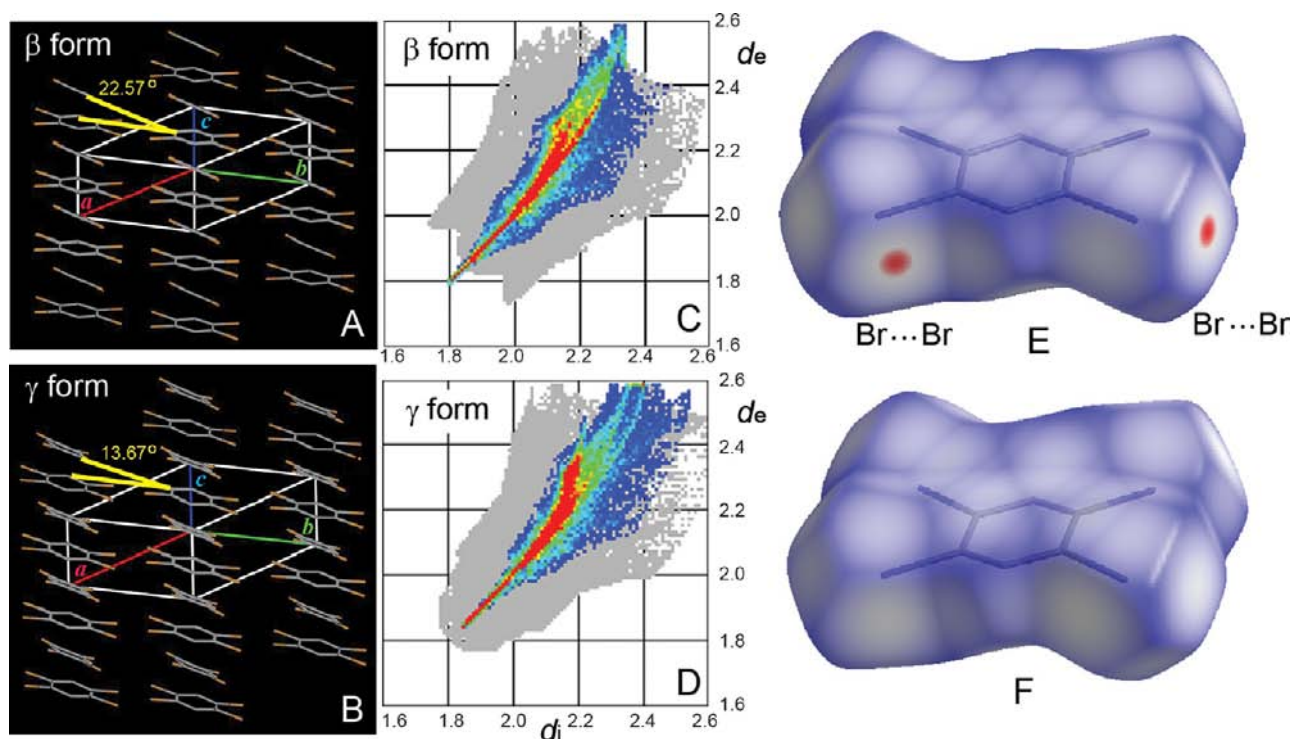 β form
22.57°
c
b
a
A
β form
C
2.6
dₑ
2.4
2.2
2.0
1.8
1.6
1.6 1.8 2.0 2.2 2.4 2.6
Br···Br
E
Br···Br
γ form
13.67°
c
b
a
B
γ form
D
2.6
dₑ
2.4
2.2
2.0
1.8
1.6
1.6 1.8 2.0 2.2 2.4 2.6
dᵢ
F